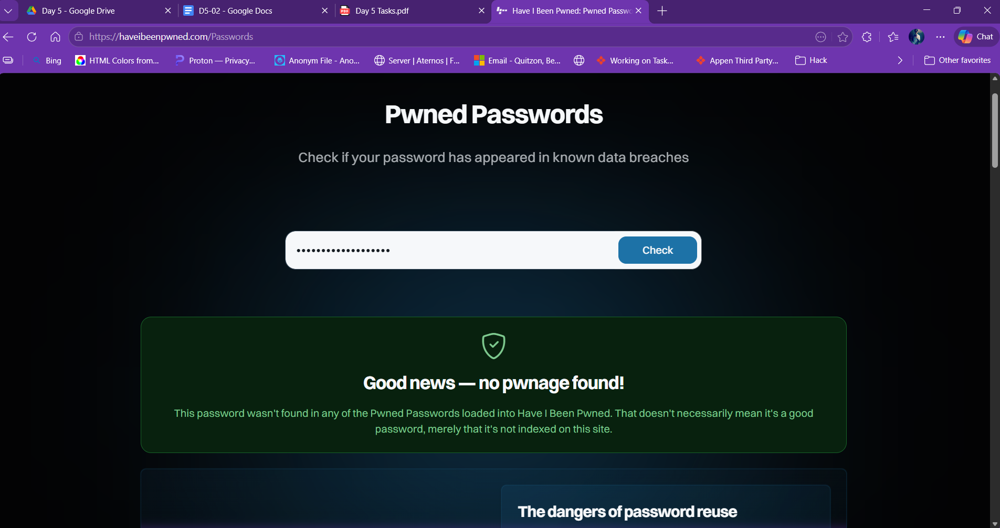 Day 5 - Google Drive
D5-02 - Google Docs
Day 5 Tasks.pdf
Have I Been Pwned: Pwned Passwo
https://haveibeenpwned.com/Passwords
Chat
Bing
HTML Colors from...
Proton — Privacy...
Anonym File - Ano...
Server | Aternos | F...
Email - Quitzon, Be...
Working on Task...
Appen Third Party...
Hack
Other favorites
Pwned Passwords
Check if your password has appeared in known data breaches
•••••••••••••••••••
Check
Good news — no pwnage found!
This password wasn't found in any of the Pwned Passwords loaded into Have I Been Pwned. That doesn't necessarily mean it's a good
password, merely that it's not indexed on this site.
The dangers of password reuse